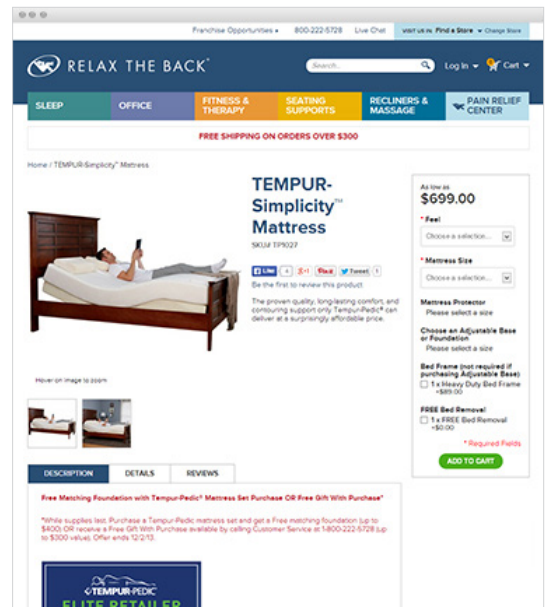 Franchise Opportunities
800-222-5728
Live Chat
VISIT US IN: Find a Store
Change Store
RELAX THE BACK
Search...
Log In
Cart
SLEEP
OFFICE
FITNESS &
THERAPY
SEATING
SUPPORTS
RECLINERS &
MASSAGE
PAIN RELIEF
CENTER
FREE SHIPPING ON ORDERS OVER $300
Home / TEMPUR-Simplicity™ Mattress
TEMPUR-
Simplicity™
Mattress
SKU# TP1027
Like
+1
Pin it
Tweet
1
Be the first to review this product
The proven quality, long-lasting comfort, and
contouring support only Tempur-Pedic® can
deliver at a surprisingly affordable price.
As low as
$699.00
* Feel
Choose a selection...
* Mattress Size
Choose a selection...
Mattress Protector
Please select a size
Choose an Adjustable Base
or Foundation
Please select a size
Bed Frame (not required if
purchasing Adjustable Base)
1 x Heavy Duty Bed Frame
+$89.00
FREE Bed Removal
1 x FREE Bed Removal
+$0.00
* Required Fields
ADD TO CART
Hover on image to zoom
DESCRIPTION
DETAILS
REVIEWS
Free Matching Foundation with Tempur-Pedic® Mattress Set Purchase OR Free Gift With Purchase*
*While supplies last. Purchase a Tempur-Pedic mattress set and get a Free matching foundation (up to
$400) OR receive a Free Gift With Purchase available by calling Customer Service at 1-800-222-5728 (up
to $300 value). Offer ends 12/2/13.
TEMPUR-PEDIC
ELITE RETAILER